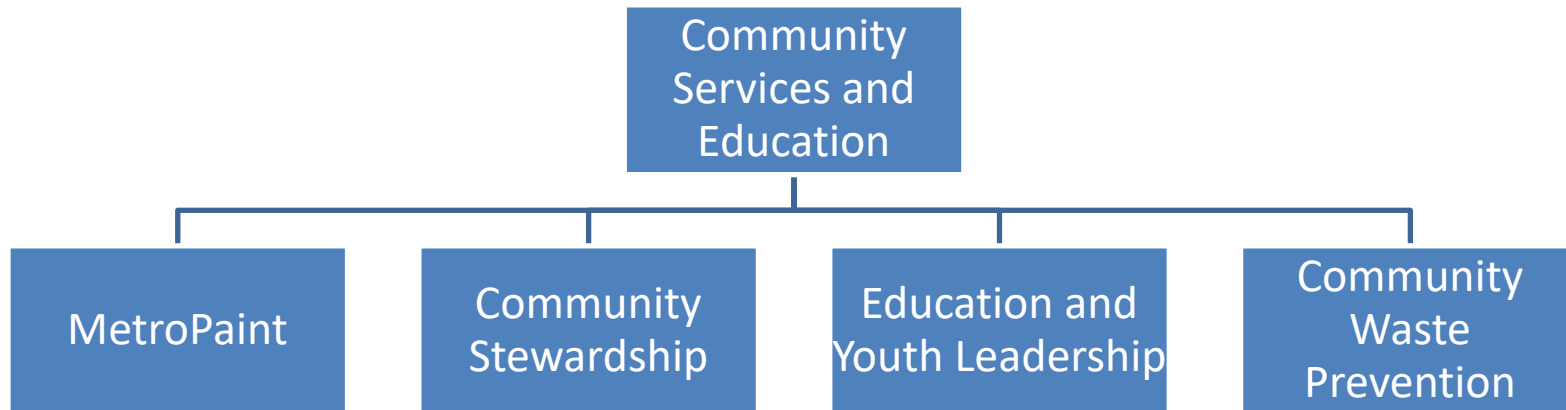 Community
Services and
Education
MetroPaint
Community
Stewardship
Education and
Youth Leadership
Community
Waste
Prevention